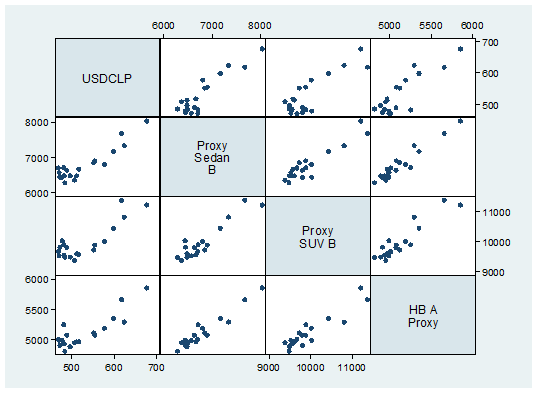 6000 7000 8000 5000 5500 6000
USDCLP
700
600
500
8000
7000
6000
Proxy
Sedan
B
Proxy
SUV B
11000
10000
9000
6000
5500
5000
HB A
Proxy
500 600 700 9000 10000 11000